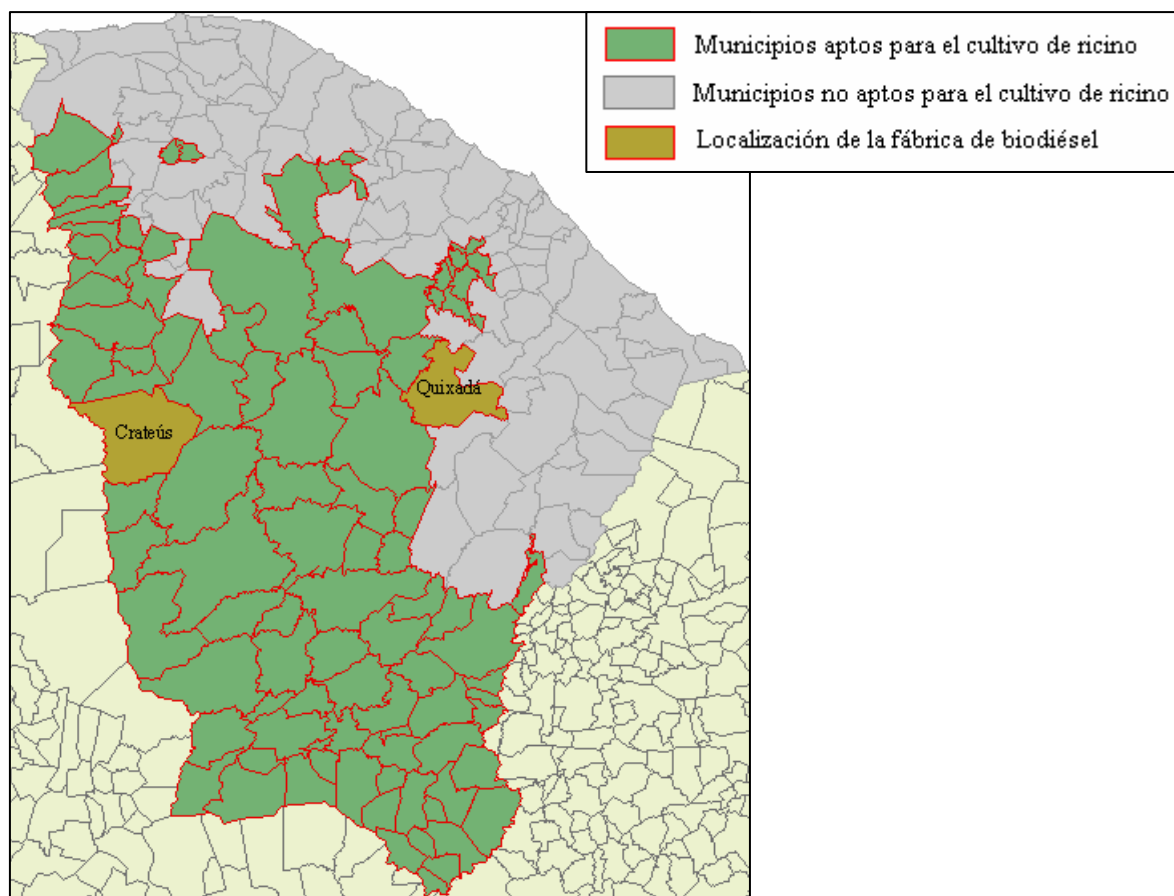 Municipios aptos para el cultivo de ricino
Municipios no aptos para el cultivo de ricino
Localización de la fábrica de biodiésel
Quixadá
Crateús